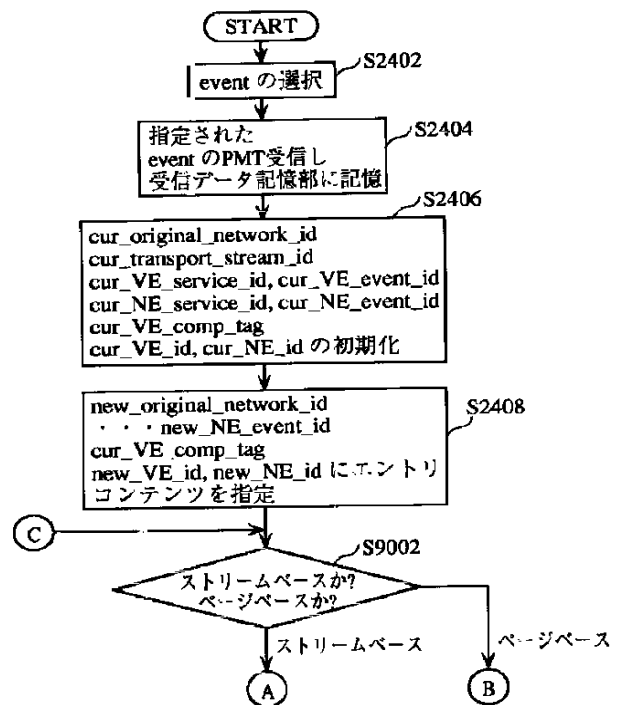 START
S2402
event の選択
S2404
指定された
event のPMT受信し
受信データ記憶部に記憶
S2406
cur_original_network_id
cur_transport_stream_id
cur_VE_service_id, cur_VE_event_id
cur_NE_service_id, cur_NE_event_id
cur_VE_comp_tag
cur_VE_id, cur_NE_id の初期化
S2408
new_original_network_id
・・・new_NE_event_id
cur_VE_comp_tag
new_VE_id, new_NE_id にエントリ
コンテンツを指定
C
S9002
ストリームベースか?
ページベースか?
ストリームベース
ページベース
A
B